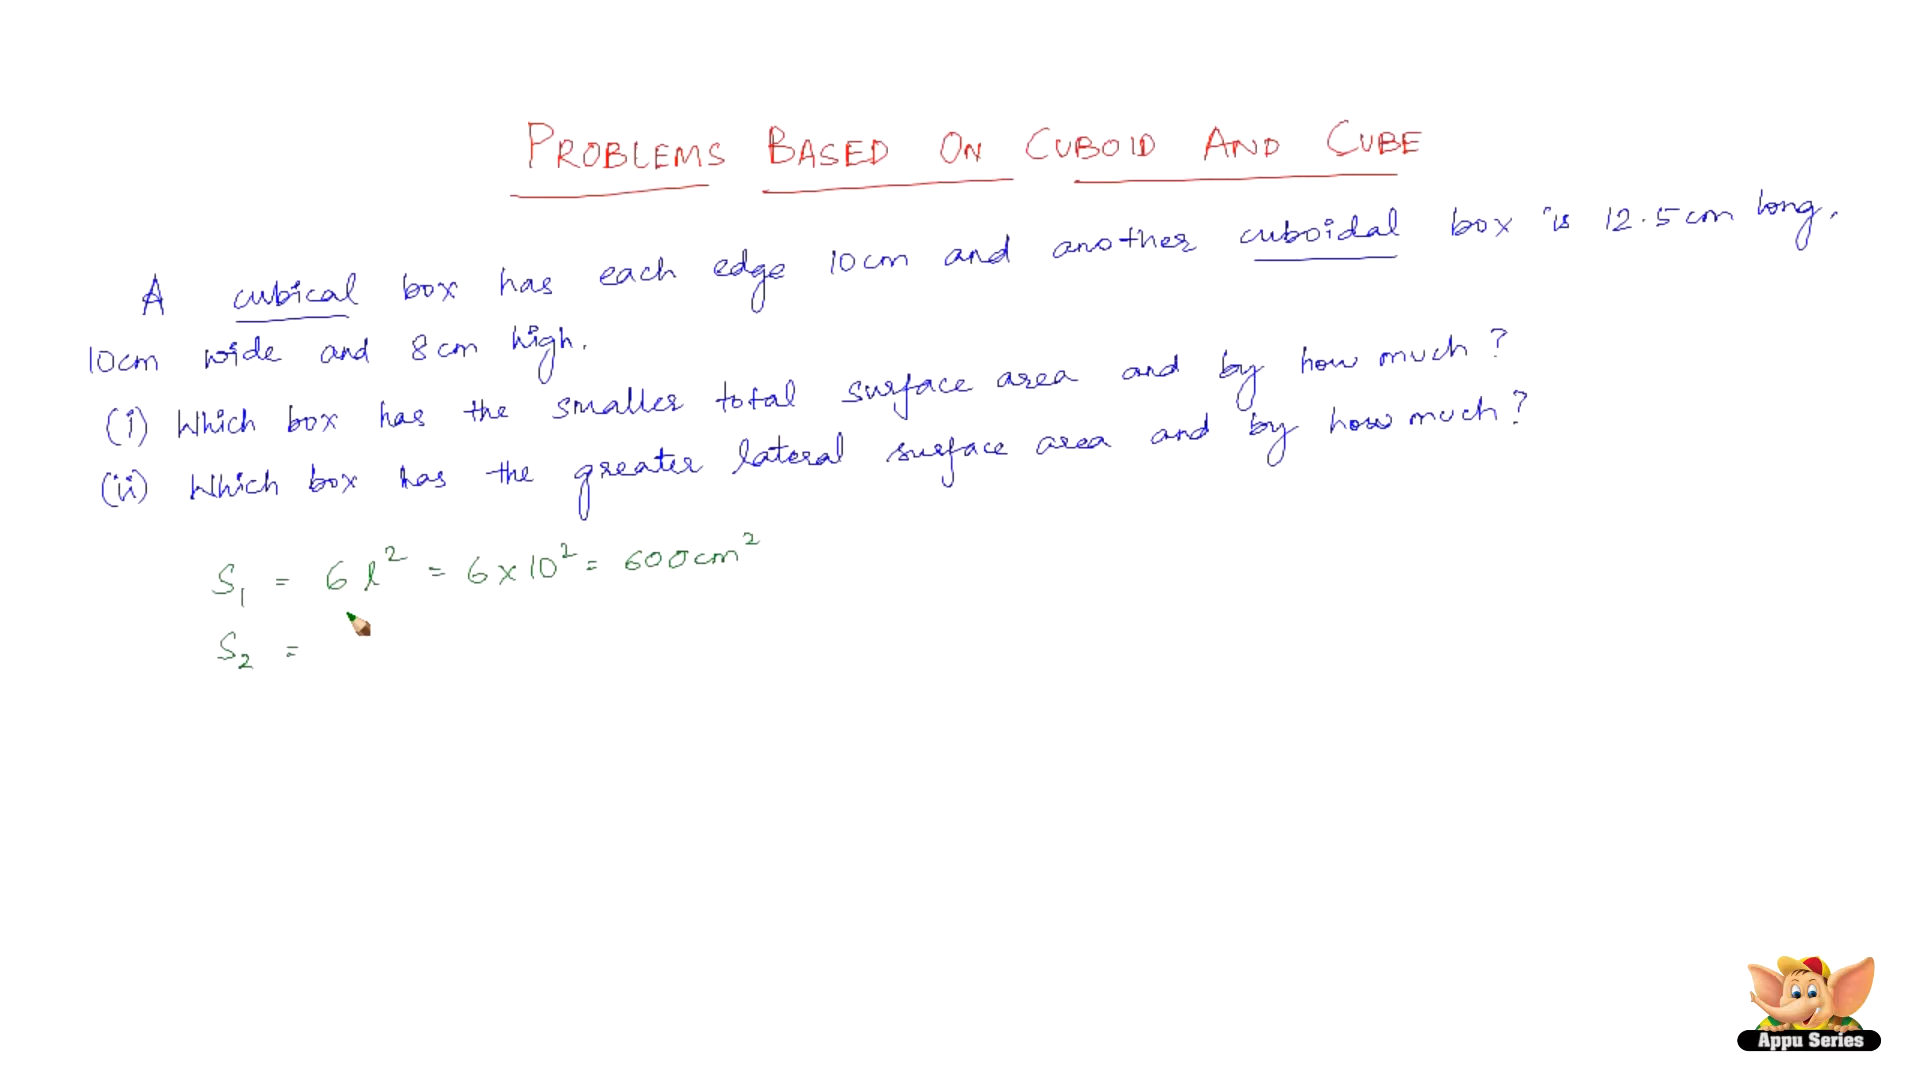 PROBLEMS BASED ON CUBOID AND CUBE
A cubical box has each edge 10cm and another cuboidal box is 12.5cm long,
10cm wide and 8cm high.
(i) Which box has the smaller total surface area and by how much?
(ii) Which box has the greater lateral surface area and by how much?
S₁ = 6l² = 6×10² = 600cm²
S₂ =
Appu Series